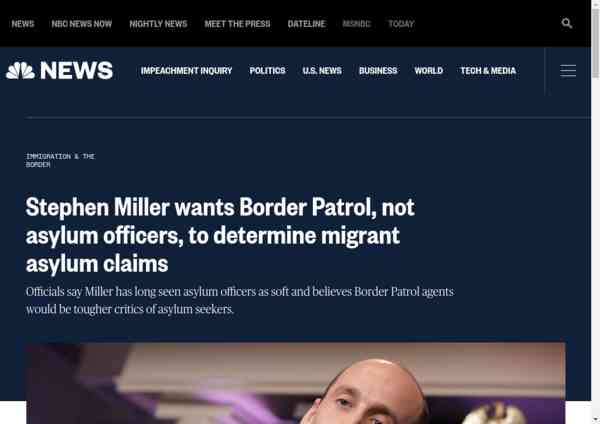 NEWS NBC NEWS NOW NIGHTLY NEWS MEET THE PRESS DATELINE MSNBC TODAY
NEWS IMPEACHMENT INQUIRY POLITICS U.S. NEWS BUSINESS WORLD TECH & MEDIA
IMMIGRATION & THE
BORDER
Stephen Miller wants Border Patrol, not
asylum officers, to determine migrant
asylum claims
Officials say Miller has long seen asylum officers as soft and believes Border Patrol agents
would be tougher critics of asylum seekers.